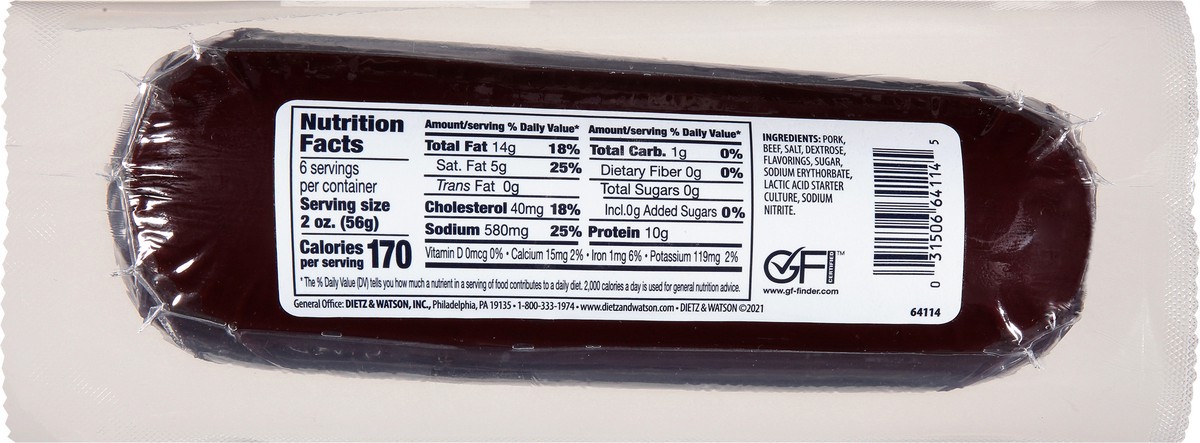 Nutrition
Facts
6 servings
per container
Serving size
2 oz. (56g)
Calories
per serving 170
Amount/serving % Daily Value*
Total Fat 14g 18%
Sat. Fat 5g 25%
Trans Fat 0g
Cholesterol 40mg 18%
Sodium 580mg 25%
Amount/serving % Daily Value*
Total Carb. 1g 0%
Dietary Fiber 0g 0%
Total Sugars 0g
Incl.0g Added Sugars 0%
Protein 10g
Vitamin D 0mcg 0% • Calcium 15mg 2% • Iron 1mg 6% • Potassium 119mg 2%
* The % Daily Value (DV) tells you how much a nutrient in a serving of food contributes to a daily diet. 2,000 calories a day is used for general nutrition advice.
General Office: DIETZ & WATSON, INC., Philadelphia, PA 19135 • 1-800-333-1974 • www.dietzandwatson.com • DIETZ & WATSON ©2021
INGREDIENTS: PORK,
BEEF, SALT, DEXTROSE,
FLAVORINGS, SUGAR,
SODIUM ERYTHORBATE,
LACTIC ACID STARTER
CULTURE, SODIUM
NITRITE.
GF CERTIFIED ™
www.gf-finder.com
0 31506 64114 5
64114